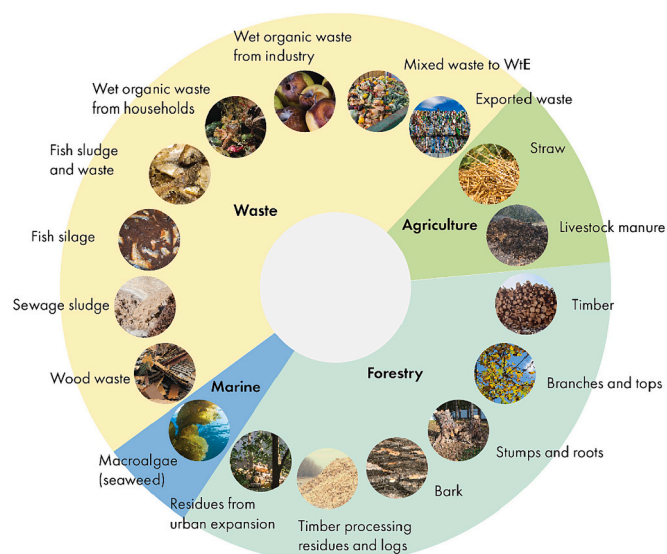 Wet organic waste
from industry
Mixed waste to WtE
Wet organic waste
from households
Exported waste
Fish sludge
and waste
Straw
Waste
Agriculture
Livestock manure
Fish silage
Sewage sludge
Timber
Wood waste
Marine
Forestry
Branches and tops
Macroalgae
(seaweed)
Stumps and roots
Residues from
urban expansion
Timber processing
residues and logs
Bark